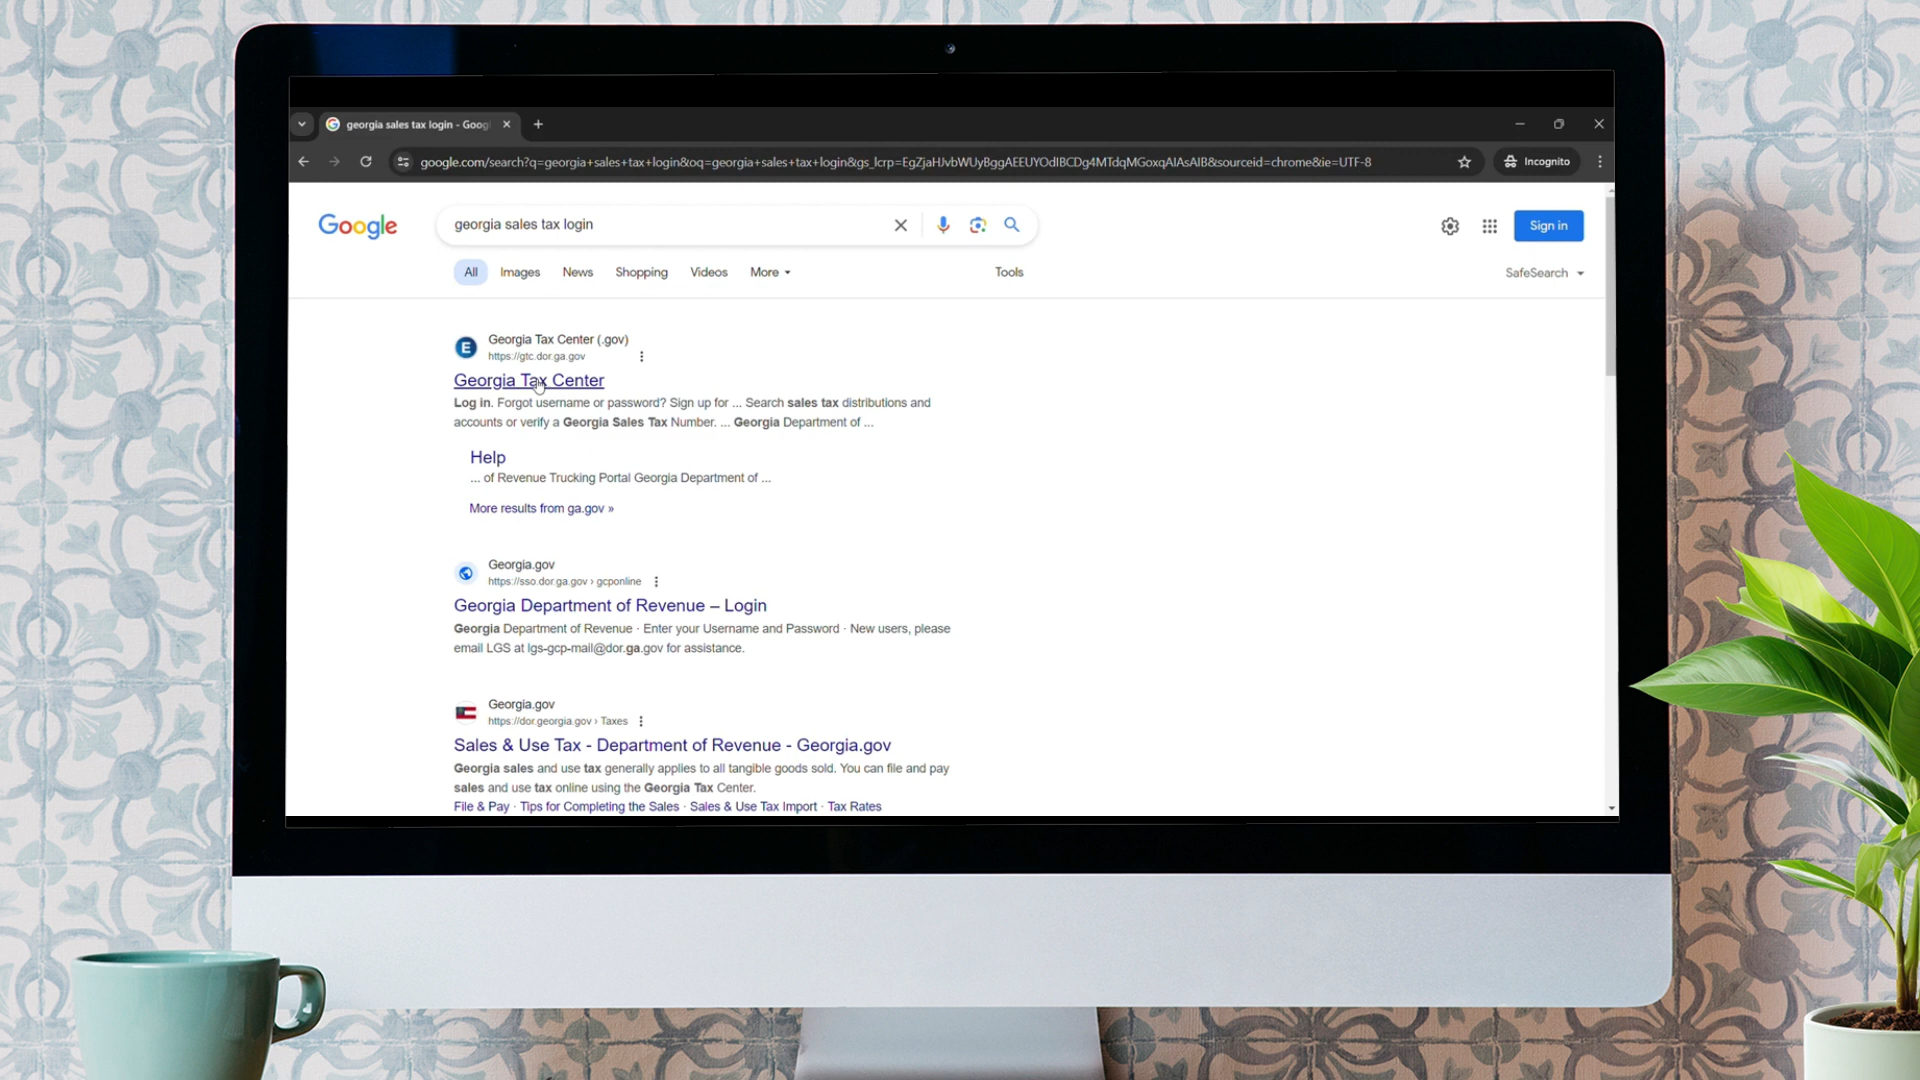 georgia sales tax login - Goog
google.com/search?q=georgia+sales+tax+login&oq=georgia+sales+tax+login&gs_lcrp=EgZjaHJvbWUyBggAEEUYOdIBCDg4MTdqMGoxqAIAsAIB&sourceid=chrome&ie=UTF-8
Incognito
Google
georgia sales tax login
Sign in
All Images News Shopping Videos More Tools SafeSearch
E
Georgia Tax Center (.gov)
https://gtc.dor.ga.gov
Georgia Tax Center
Log in. Forgot username or password? Sign up for ... Search sales tax distributions and
accounts or verify a Georgia Sales Tax Number. ... Georgia Department of ...
Help
... of Revenue Trucking Portal Georgia Department of ...
More results from ga.gov »
Georgia.gov
https://sso.dor.ga.gov › gcponline
Georgia Department of Revenue – Login
Georgia Department of Revenue · Enter your Username and Password · New users, please
email LGS at lgs-gcp-mail@dor.ga.gov for assistance.
Georgia.gov
https://dor.georgia.gov › Taxes
Sales & Use Tax - Department of Revenue - Georgia.gov
Georgia sales and use tax generally applies to all tangible goods sold. You can file and pay
sales and use tax online using the Georgia Tax Center.
File & Pay · Tips for Completing the Sales · Sales & Use Tax Import · Tax Rates